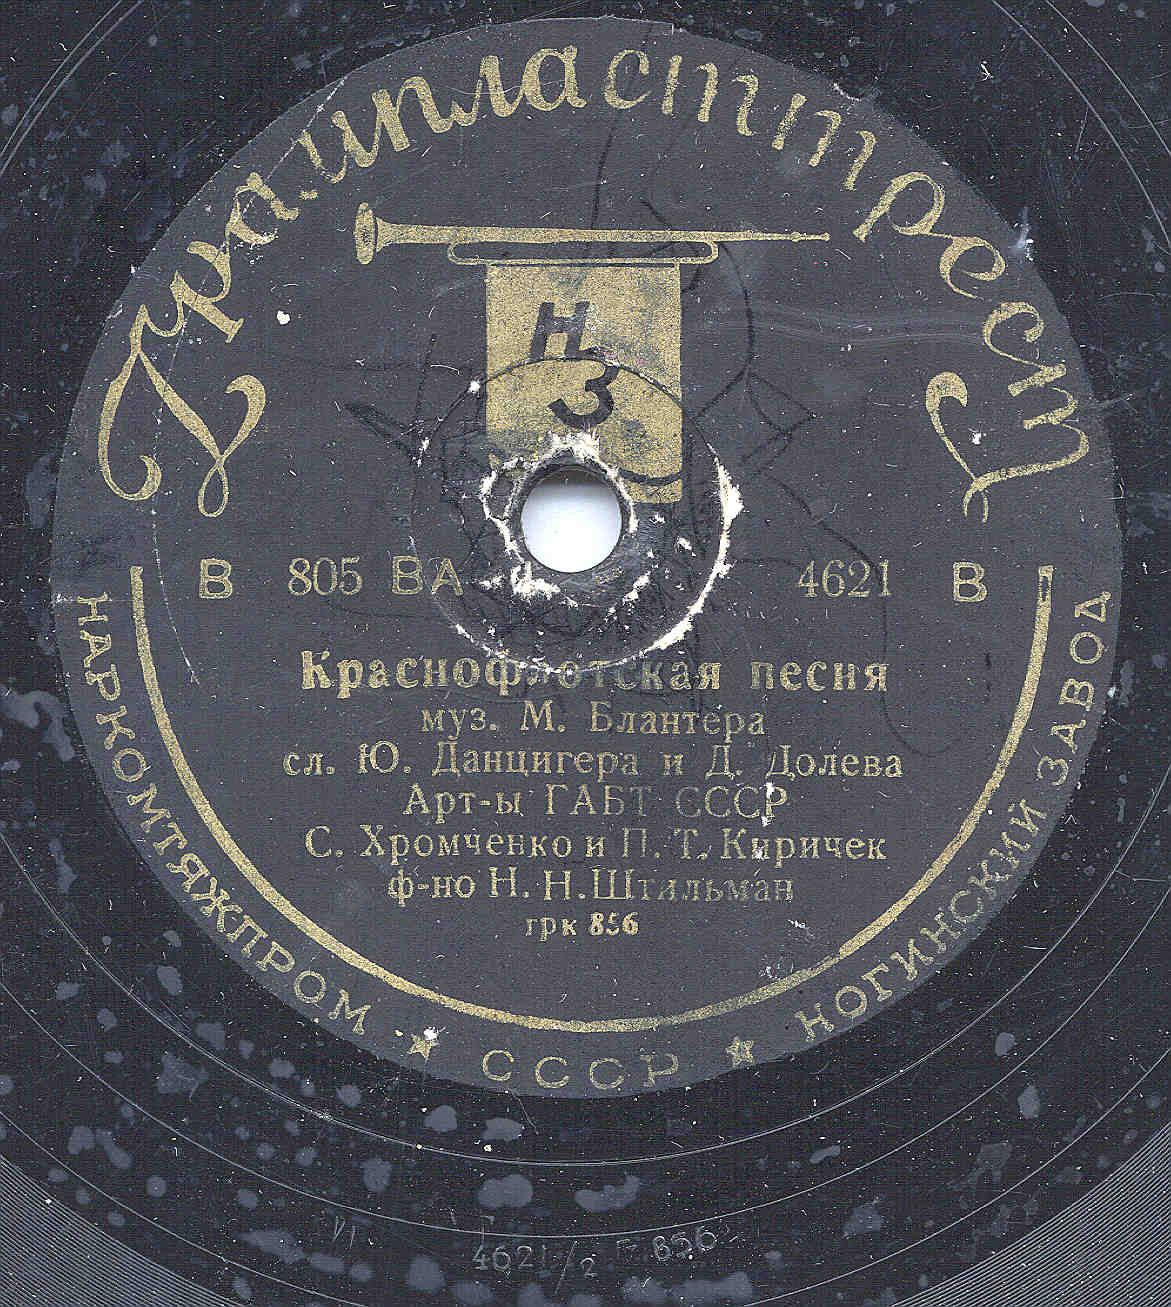 Грампласттрест
Н
З
В 805 ВА 4621 В
Краснофлотская песня
муз. М. Блантера
сл. Ю. Данцигера и Д. Долева
Арт-ы ГАБТ СССР
С. Хромченко и П. Т. Киричек
ф-но Н. Н. Штильман
грк 856
НАРКОМТЯЖПРОМ ★ СССР ★ НОГИНСКИЙ ЗАВОД
VI
4621/2 Г 856